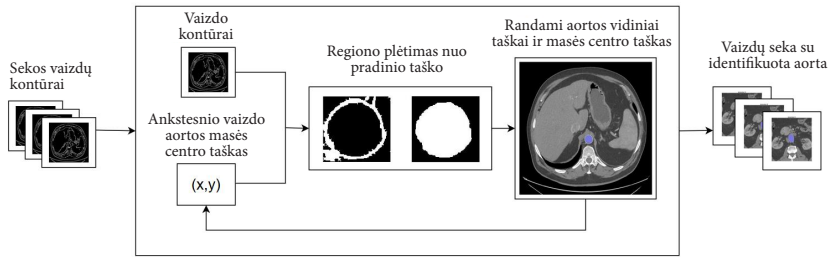 Sekos vaizdų
kontūrai
Vaizdo
kontūrai
Ankstesnio vaizdo
aortos masės
centro taškas
(x,y)
Regiono plėtimas nuo
pradinio taško
Randami aortos vidiniai
taškai ir masės centro taškas
Vaizdų seka su
identifikuota aorta